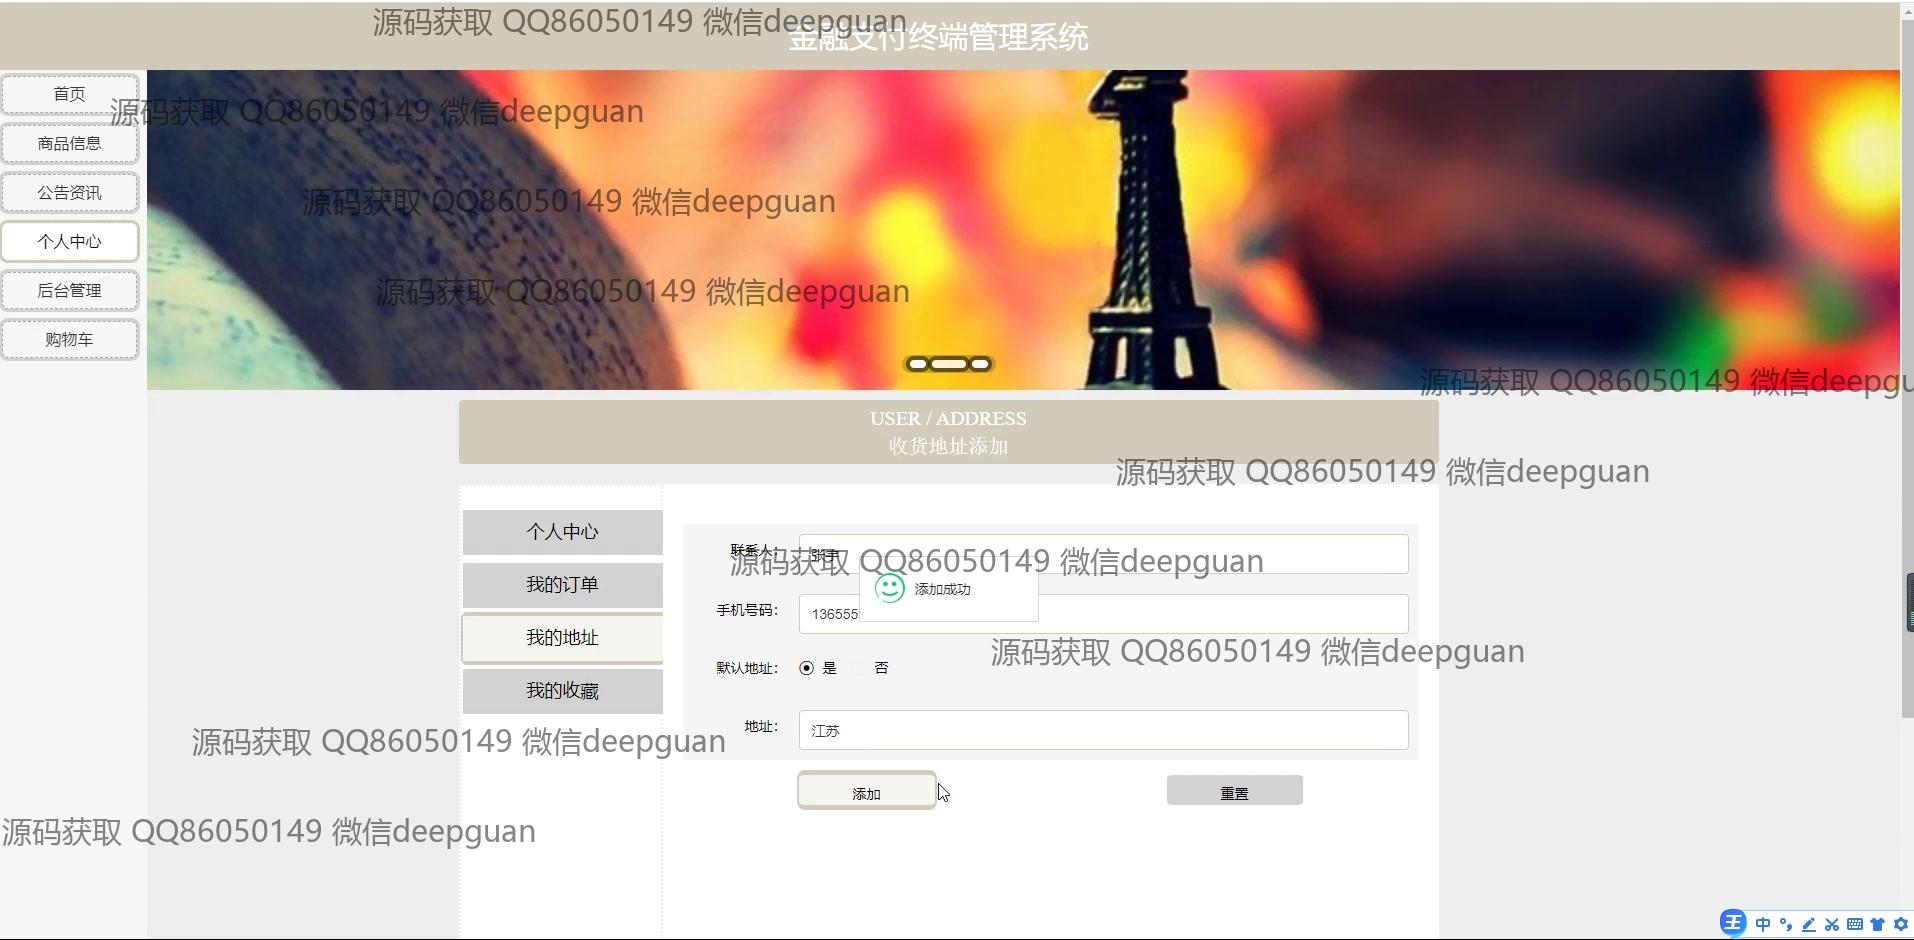 源码获取 QQ86050149 微信deepguan
金融支付终端管理系统
首页
源码获取 QQ86050149 微信deepguan
商品信息
公告资讯
源码获取 QQ86050149 微信deepguan
个人中心
后台管理
源码获取 QQ86050149 微信deepguan
购物车
源码获取 QQ86050149 微信deepgu
USER / ADDRESS
收货地址添加
源码获取 QQ86050149 微信deepguan
个人中心
我的订单
我的地址
我的收藏
联系人:
源码获取 QQ86050149 微信deepguan
添加成功
手机号码: 136555
源码获取 QQ86050149 微信deepguan
默认地址: 是 否
地址: 江苏
源码获取 QQ86050149 微信deepguan
添加 重置
源码获取 QQ86050149 微信deepguan
王 中